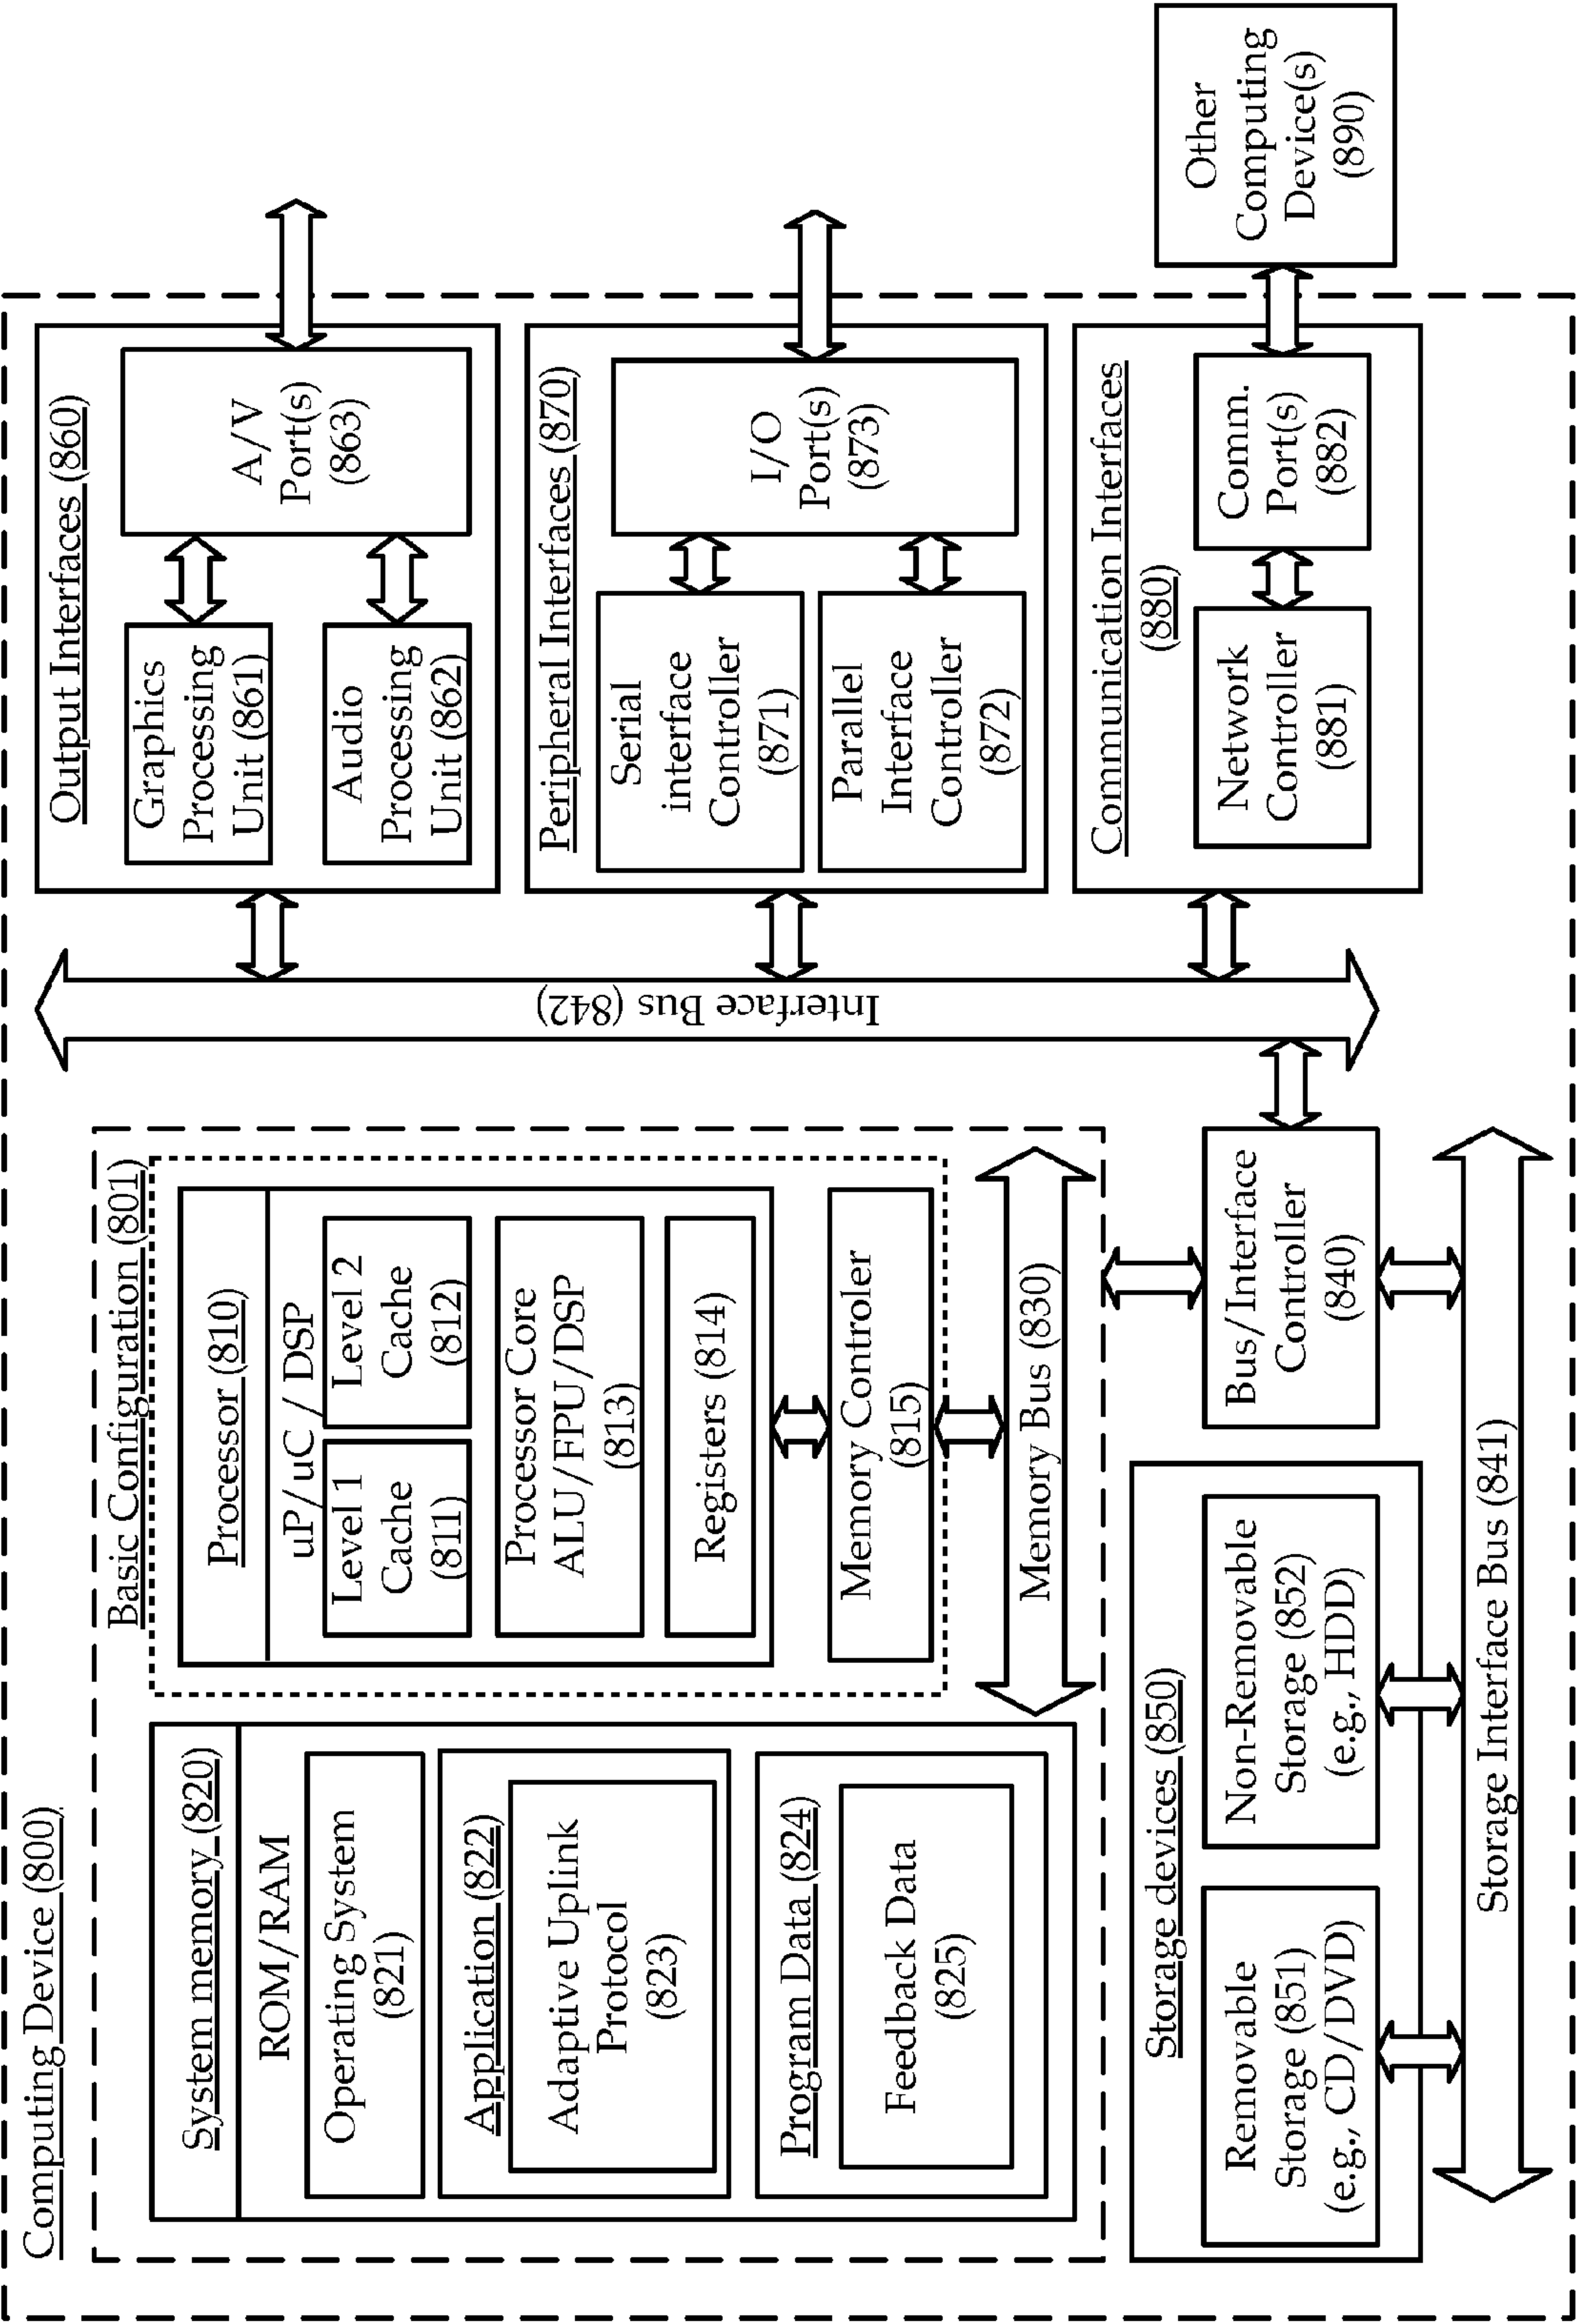 Computing Device (800)
Basic Configuration (801)
System memory (820)
ROM/RAM
Operating System
(821)
Application (822)
Adaptive Uplink
Protocol
(823)
Program Data (824)
Feedback Data
(825)
Processor (810)
uP/uC / DSP
Level 1
Cache
(811)
Level 2
Cache
(812)
Processor Core
ALU/FPU/DSP
(813)
Registers (814)
Memory Controler
(815)
Memory Bus (830)
Storage devices (850)
Removable
Storage (851)
(e.g., CD/DVD)
Non-Removable
Storage (852)
(e.g., HDD)
Bus/Interface
Controller
(840)
Storage Interface Bus (841)
Interface Bus (842)
Output Interfaces (860)
Graphics
Processing
Unit (861)
Audio
Processing
Unit (862)
A/V
Port(s)
(863)
Peripheral Interfaces (870)
Serial
interface
Controller
(871)
Parallel
Interface
Controller
(872)
I/O
Port(s)
(873)
Communication Interfaces
(880)
Network
Controller
(881)
Comm.
Port(s)
(882)
Other
Computing
Device(s)
(890)